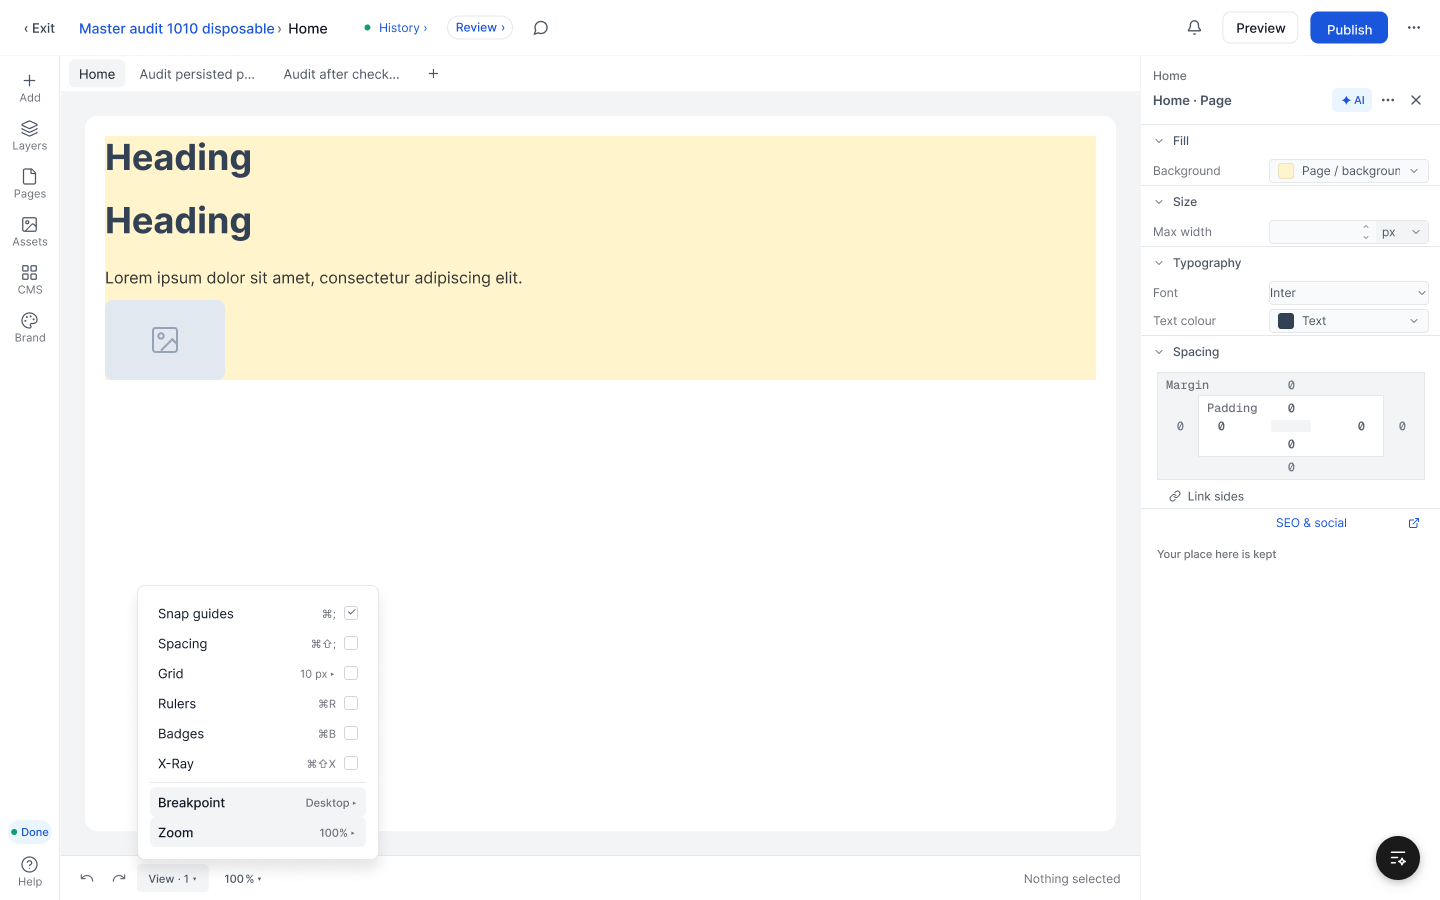 ‹ Exit
Master audit 1010 disposable › Home
History ›
Review ›
Preview
Publish
Add
Layers
Pages
Assets
CMS
Brand
Done
Help
Home
Audit persisted p...
Audit after check...
Heading
Heading
Lorem ipsum dolor sit amet, consectetur adipiscing elit.
Snap guides ⌘;
Spacing ⌘⇧;
Grid 10 px ▸
Rulers ⌘R
Badges ⌘B
X-Ray ⌘⇧X
Breakpoint Desktop ▸
Zoom 100% ▸
View · 1
100%
Nothing selected
Home
Home · Page
AI
Fill
Background Page / backgroun
Size
Max width px
Typography
Font Inter
Text colour Text
Spacing
Margin 0
Padding 0
0 0 0 0
0
0
Link sides
SEO & social
Your place here is kept